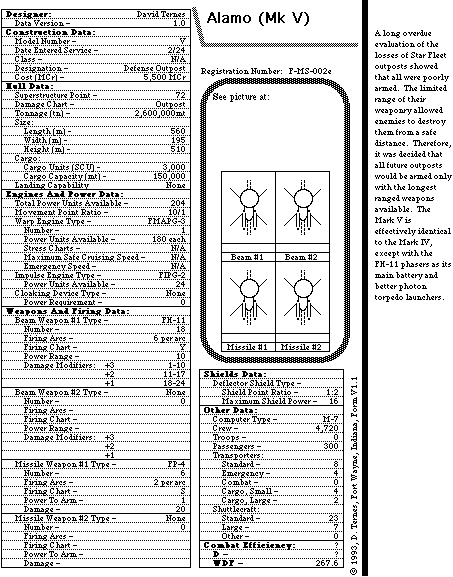 Designer: David Ternes
Data Version - 1.0
Construction Data:
Model Number - V
Date Entered Service - 2/24
Class - N/A
Designation - Defense Outpost
Cost (MCr) - 5,500 MCr
Hull Data:
Superstructure Point - 72
Damage Chart - Outpost
Tonnage (tn) - 2,600,000mt
Size:
Length (m) - 560
Width (m) - 195
Height (m) - 510
Cargo:
Cargo Units (SCU) - 3,000
Cargo Capacity (mt) - 150,000
Landing Capability None
Engines And Power Data:
Total Power Units Available - 204
Movement Point Ratio - 10/1
Warp Engine Type - FMAPG-3
Number - 1
Power Units Available - 180 each
Stress Charts - N/A
Maximum Safe Cruising Speed - N/A
Emergency Speed - N/A
Impulse Engine Type - FIPG-2
Power Units Available - 24
Cloaking Device Type - None
Power Requirement - 0
Weapons And Firing Data:
Beam Weapon #1 Type - FH-11
Number - 18
Firing Arcs - 6 per arc
Firing Chart - Y
Power Range - 10
Damage Modifiers: +3 1-10
+2 11-17
+1 18-24
Beam Weapon #2 Type - None
Number - 0
Firing Arcs -
Firing Chart -
Power Range -
Damage Modifiers: +3
+2
+1
Missile Weapon #1 Type - FP-4
Number - 6
Firing Arcs - 2 per arc
Firing Chart - S
Power To Arm - 1
Damage - 20
Missile Weapon #2 Type - None
Number - 0
Firing Arcs -
Firing Chart -
Power To Arm -
Damage -
Alamo (Mk V)
Registration Number: F-MS-002e
See picture at:
Beam #1 Beam #2
Missile #1 Missile #2
Shields Data:
Deflector Shield Type -
Shield Point Ratio - 1:2
Maximum Shield Power - 16
Other Data:
Computer Type - M-7
Crew - 4,720
Troops - 0
Passengers - 300
Transporters:
Standard - 8
Emergency - 4
Combat - 0
Cargo, Small - 4
Cargo, Large - 2
Shuttlecraft:
Standard - 23
Large - 7
Other - 0
Combat Efficiency: ?
D - ?
WDF - 267.6
© 1993, D. Ternes, Fort Wayne, Indiana, Form V1.1
A long overdue
evaluation of the
losses of Star Fleet
outposts showed
that all were poorly
armed. The limited
range of their
weaponry allowed
enemies to destroy
them from a safe
distance. Therefore,
it was decided that
all future outposts
would be armed only
with the longest
ranged weapons
available. The
Mark V is
effectively identical
to the Mark IV,
except with the
FH-11 phasers as its
main battery and
better photon
torpedo launchers.